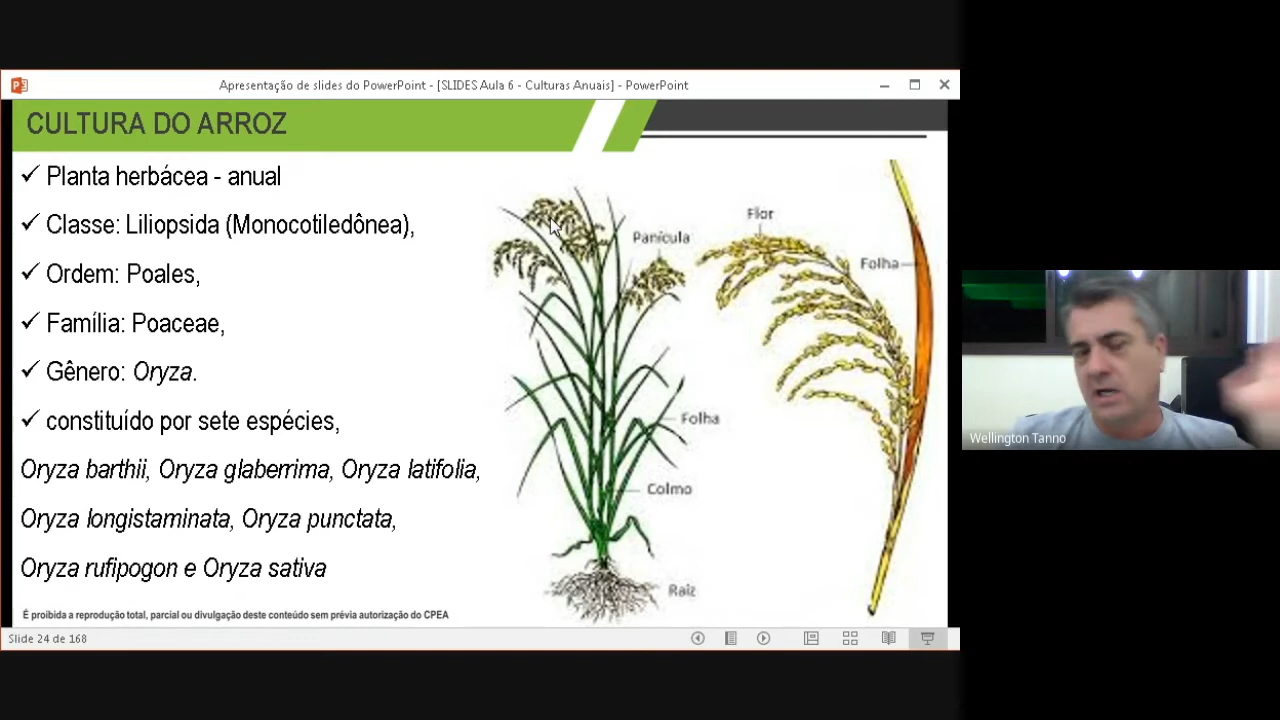 Apresentação de slides do PowerPoint - [SLIDES Aula 6 - Culturas Anuais] - PowerPoint
CULTURA DO ARROZ
✓ Planta herbácea - anual
✓ Classe: Liliopsida (Monocotiledônea),
✓ Ordem: Poales,
✓ Família: Poaceae,
✓ Gênero: Oryza.
✓ constituído por sete espécies,
Oryza barthii, Oryza glaberrima, Oryza latifolia,
Oryza longistaminata, Oryza punctata,
Oryza rufipogon e Oryza sativa
Panícula
Flor
Folha
Folha
Colmo
Raiz
É proibida a reprodução total, parcial ou divulgação deste conteúdo sem prévia autorização do CPEA
Slide 24 de 168
Wellington Tanno